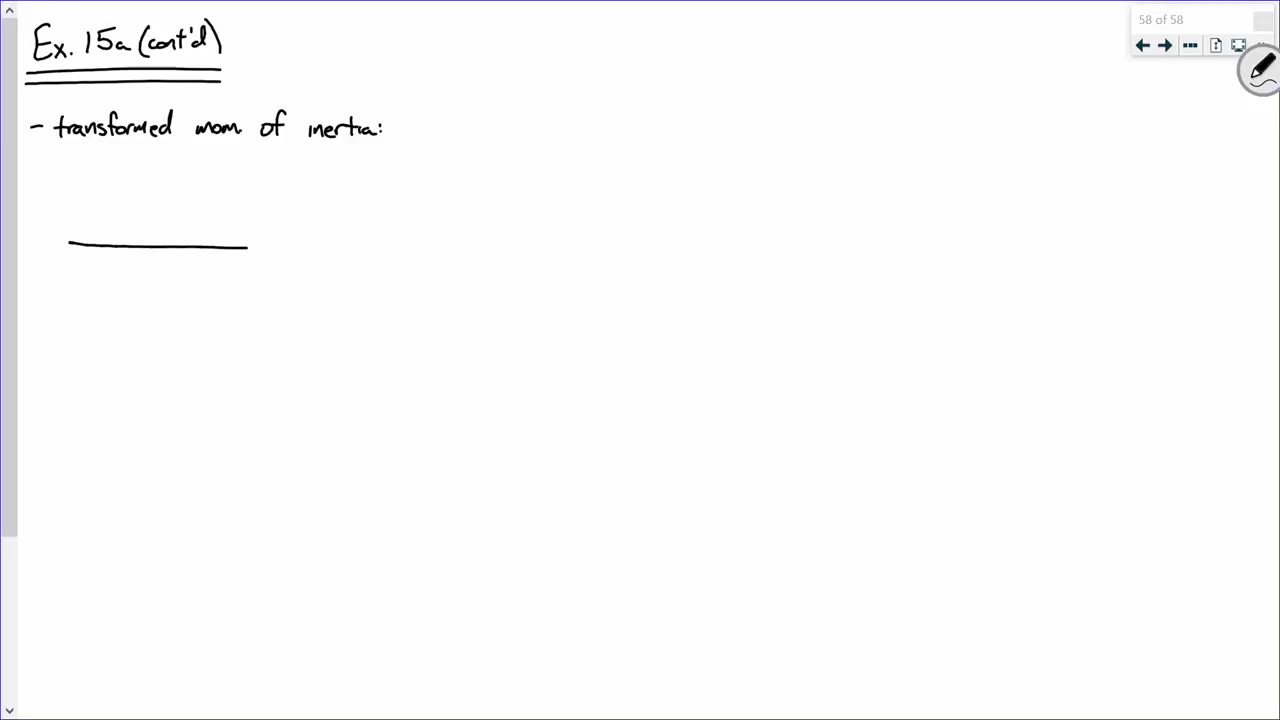 58 of 58
Ex. 15a (cont'd)
- transformed mom. of inertia: